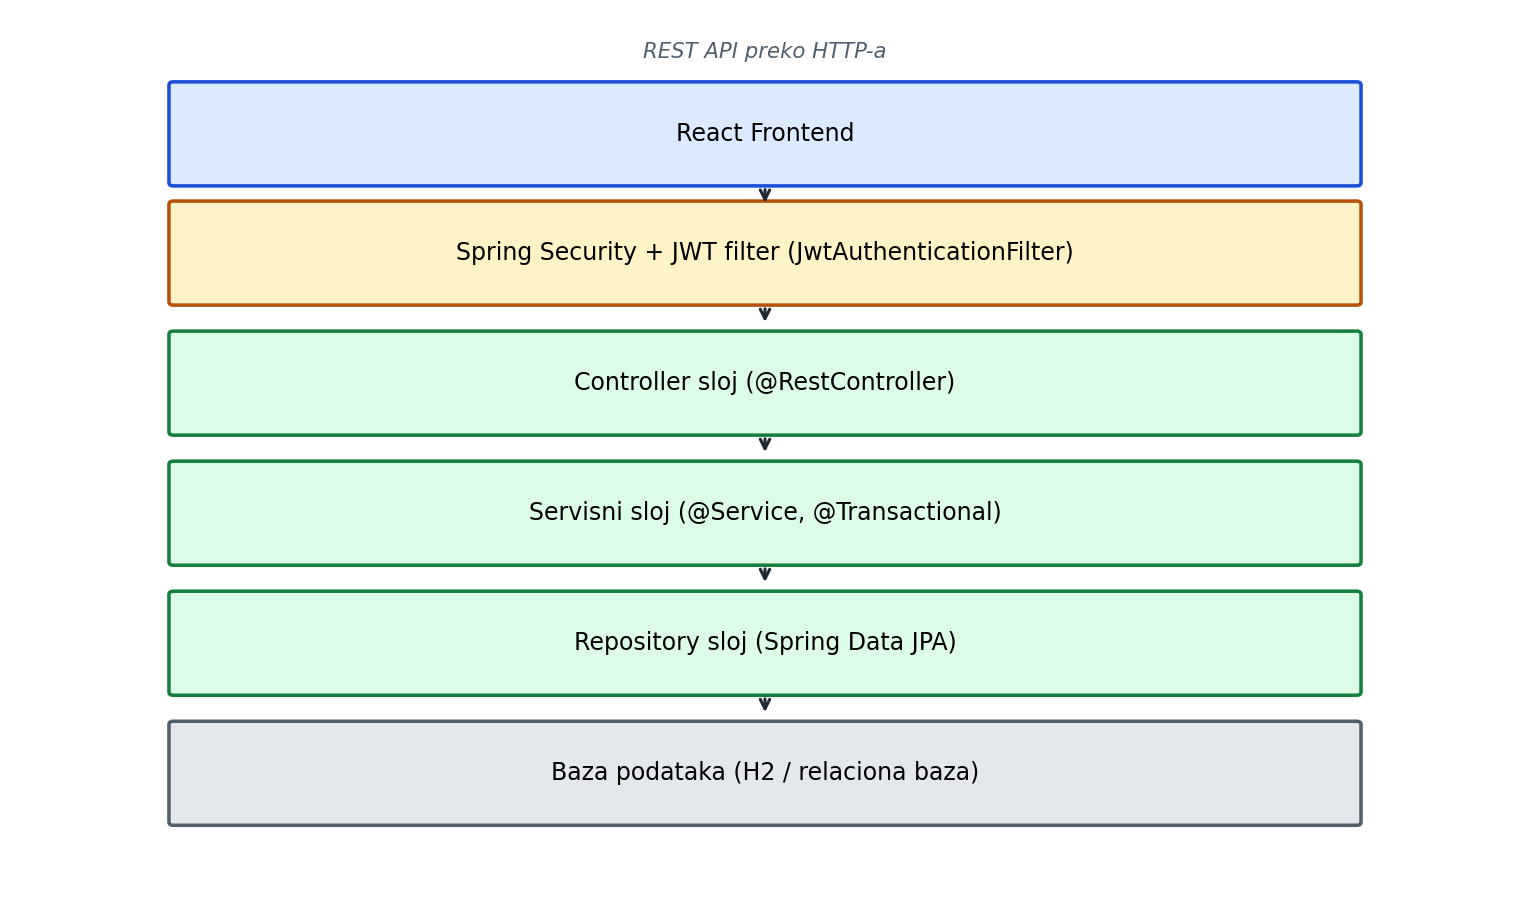 REST API preko HTTP-a
React Frontend
Spring Security + JWT filter (JwtAuthenticationFilter)
Controller sloj (@RestController)
Servisni sloj (@Service, @Transactional)
Repository sloj (Spring Data JPA)
Baza podataka (H2 / relaciona baza)